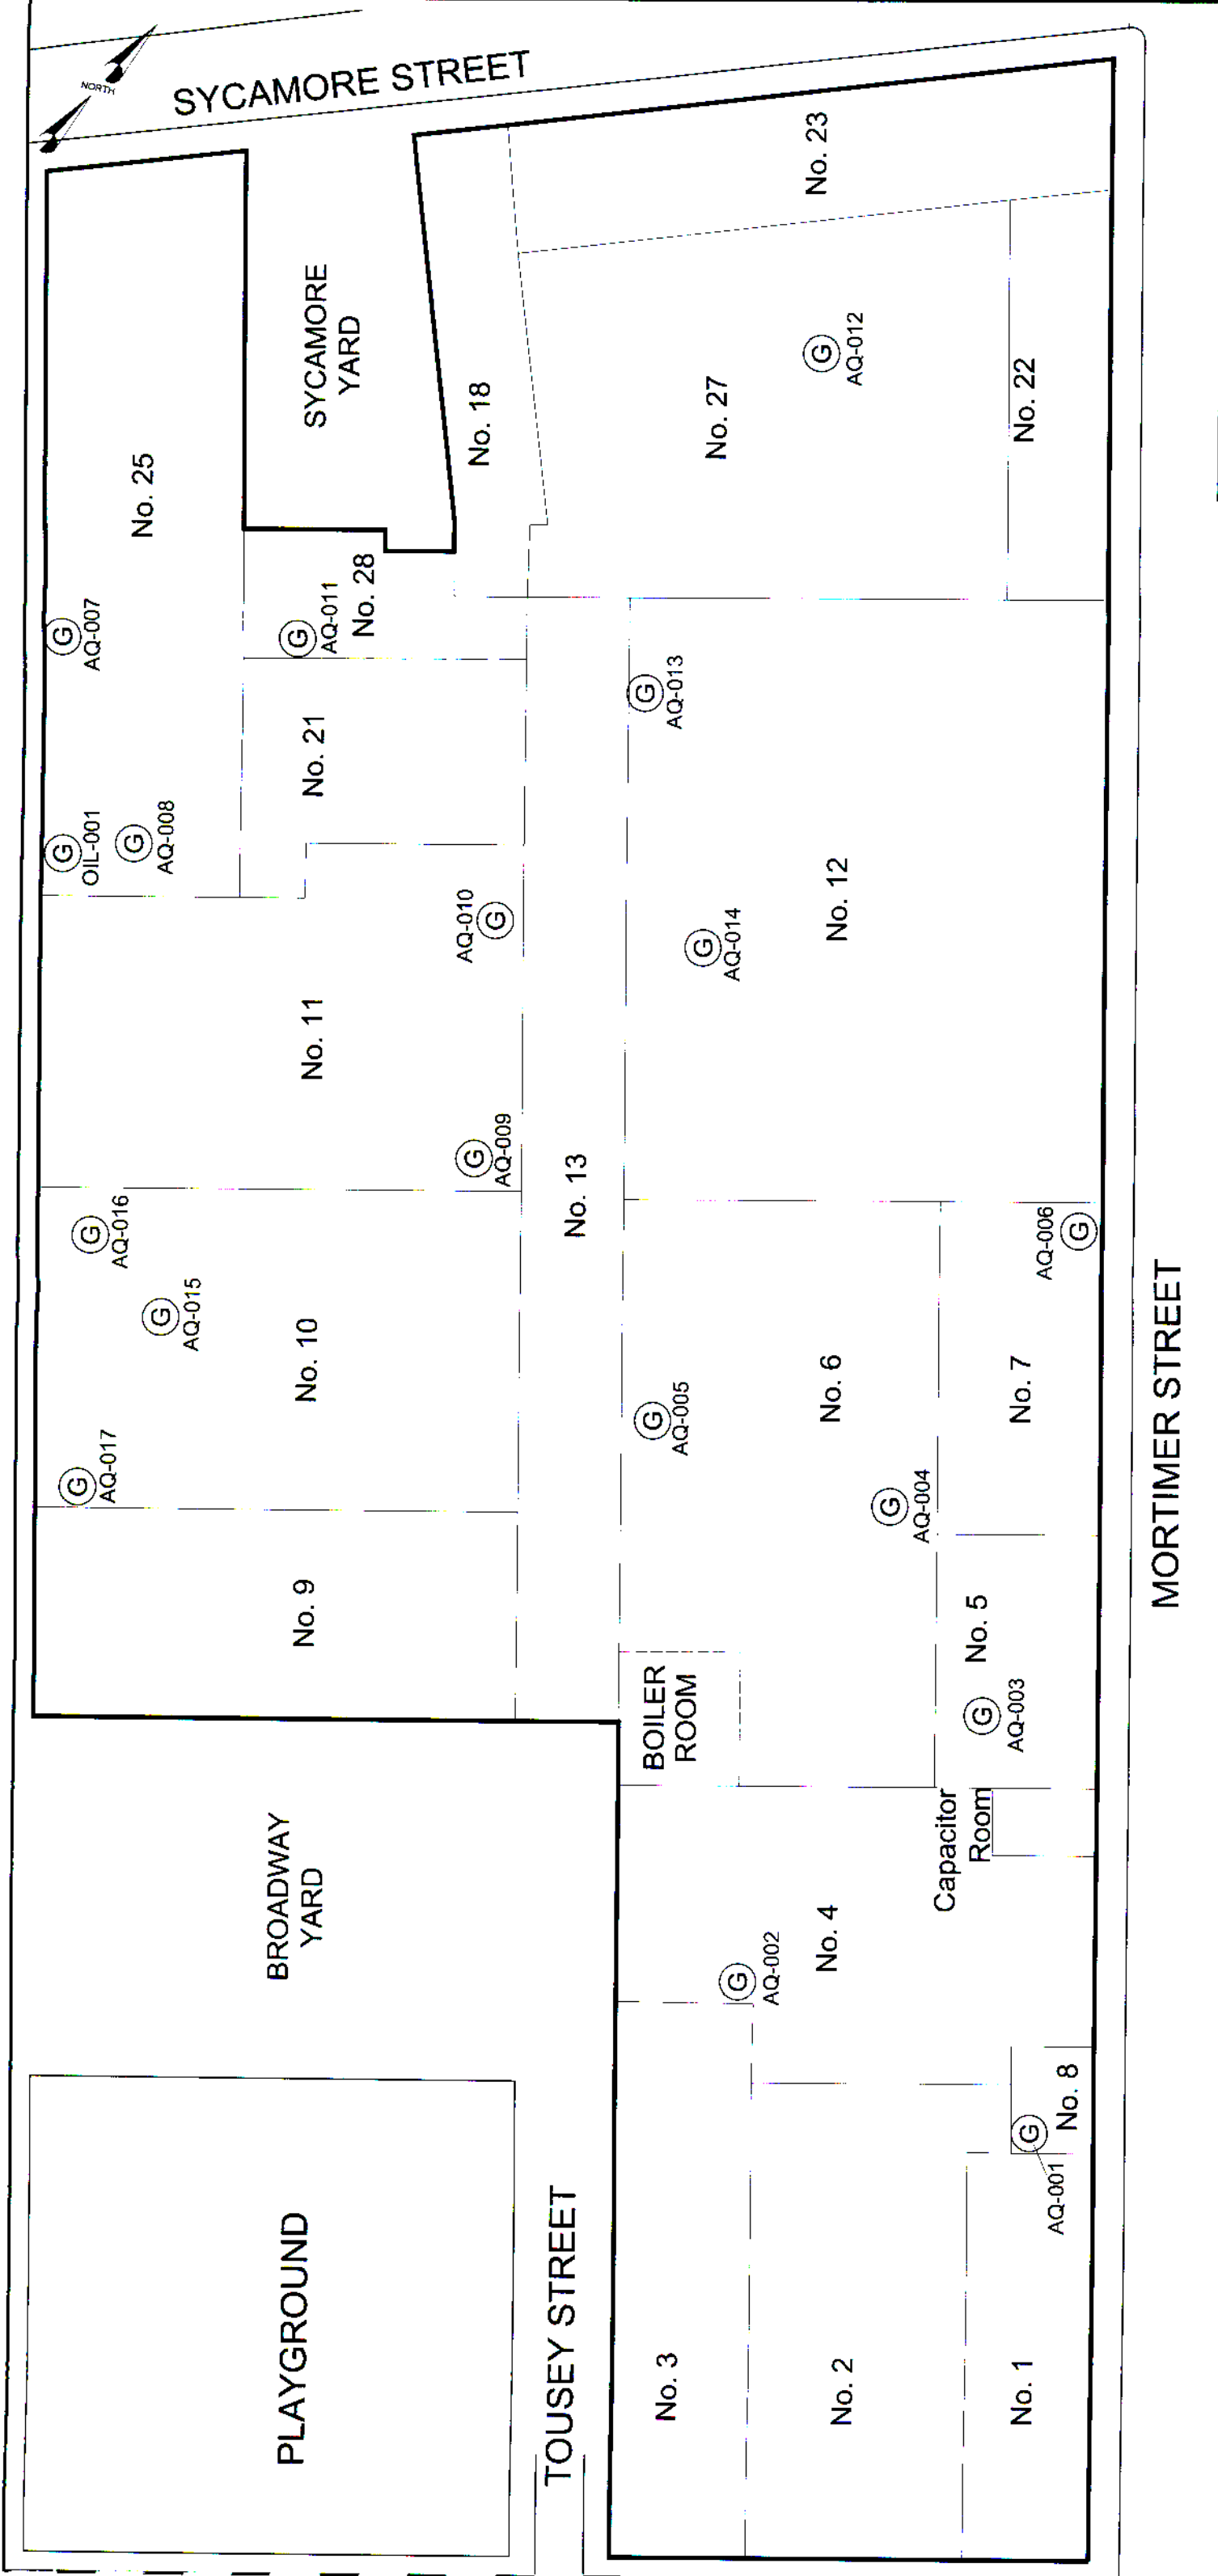 NORTH
SYCAMORE STREET
No. 23
No. 25
SYCAMORE
YARD
No. 18
No. 27
AQ-012
G
No. 22
G
AQ-007
G
AQ-011
No. 28
G
AQ-013
No. 21
G
OIL-001
G
AQ-008
AQ-010
G
No. 12
G
AQ-014
No. 11
G
AQ-009
No. 13
G
AQ-016
G
AQ-015
No. 10
AQ-006
G
No. 6
No. 7
G
AQ-005
G
AQ-017
G
AQ-004
MORTIMER STREET
No. 9
No. 5
BOILER
ROOM
G
AQ-003
Capacitor
Room
BROADWAY
YARD
No. 4
G
AQ-002
No. 8
G
AQ-001
PLAYGROUND
TOUSEY STREET
No. 3
No. 2
No. 1